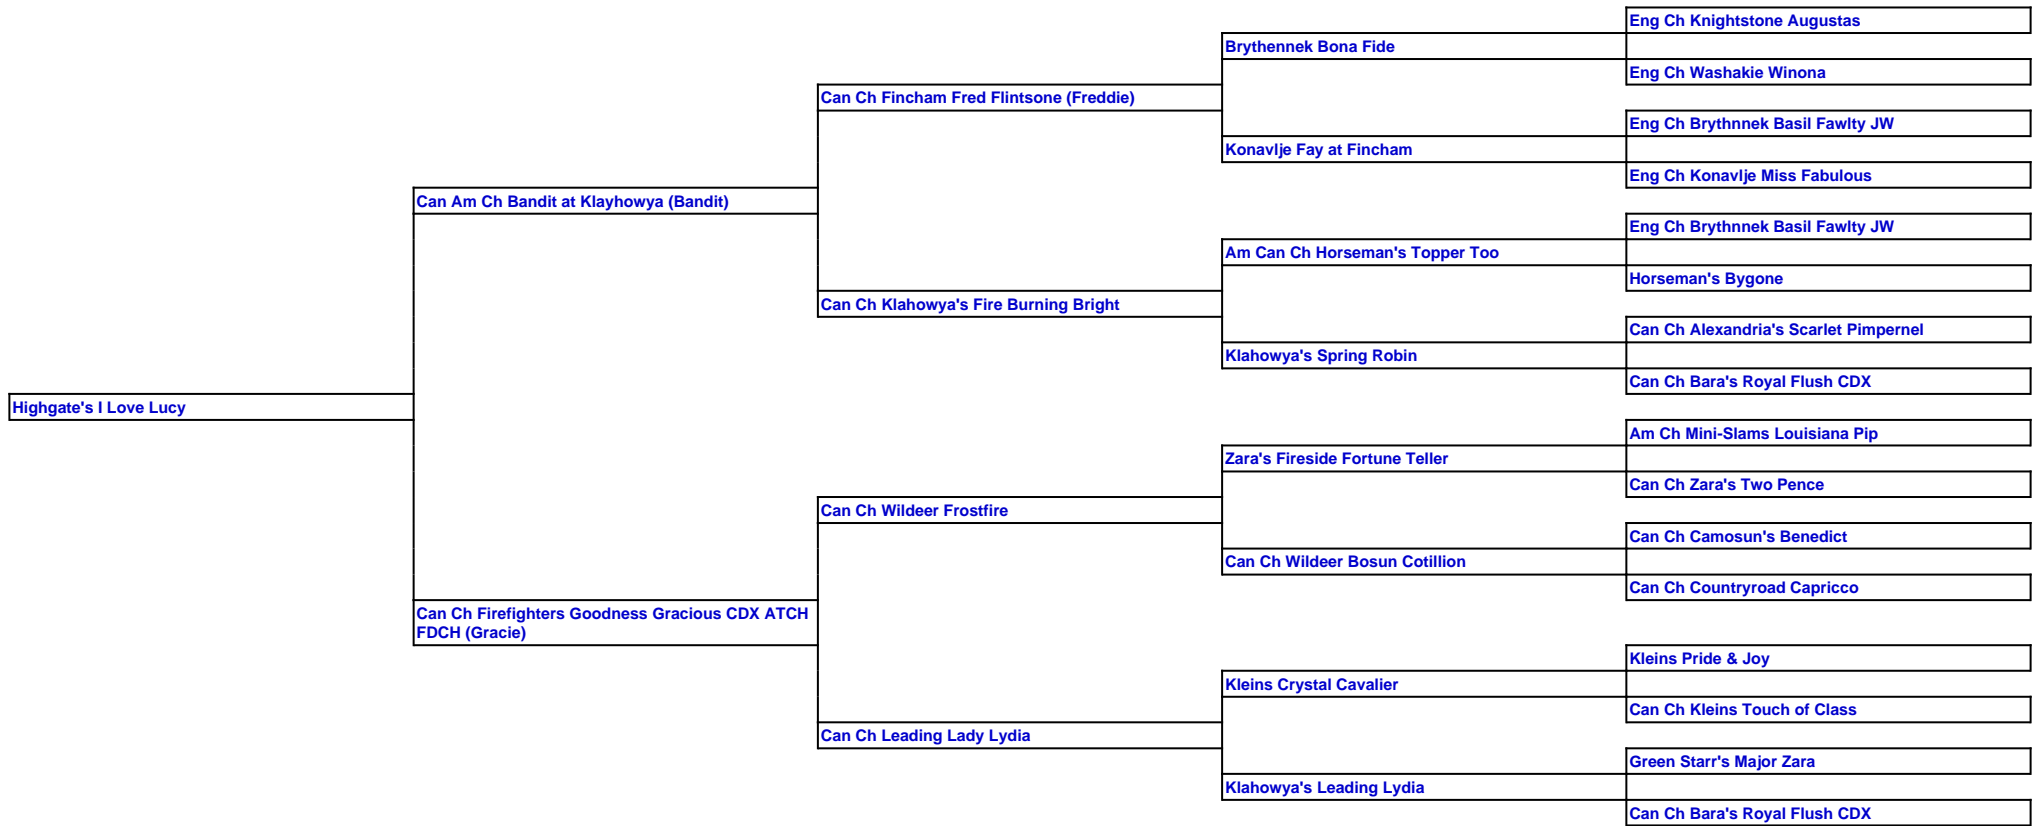 Eng Ch Knightstone Augustas
Brythennek Bona Fide
Eng Ch Washakie Winona
Can Ch Fincham Fred Flintsone (Freddie)
Eng Ch Brythnnek Basil Fawlty JW
Konavlje Fay at Fincham
Eng Ch Konavlje Miss Fabulous
Can Am Ch Bandit at Klayhowya (Bandit)
Eng Ch Brythnnek Basil Fawlty JW
Am Can Ch Horseman's Topper Too
Horseman's Bygone
Can Ch Klahowya's Fire Burning Bright
Can Ch Alexandria's Scarlet Pimpernel
Klahowya's Spring Robin
Can Ch Bara's Royal Flush CDX
Highgate's I Love Lucy
Am Ch Mini-Slams Louisiana Pip
Zara's Fireside Fortune Teller
Can Ch Zara's Two Pence
Can Ch Wildeer Frostfire
Can Ch Camosun's Benedict
Can Ch Wildeer Bosun Cotillion
Can Ch Countryroad Capricco
Can Ch Firefighters Goodness Gracious CDX ATCH
FDCH (Gracie)
Kleins Pride & Joy
Kleins Crystal Cavalier
Can Ch Kleins Touch of Class
Can Ch Leading Lady Lydia
Green Starr's Major Zara
Klahowya's Leading Lydia
Can Ch Bara's Royal Flush CDX